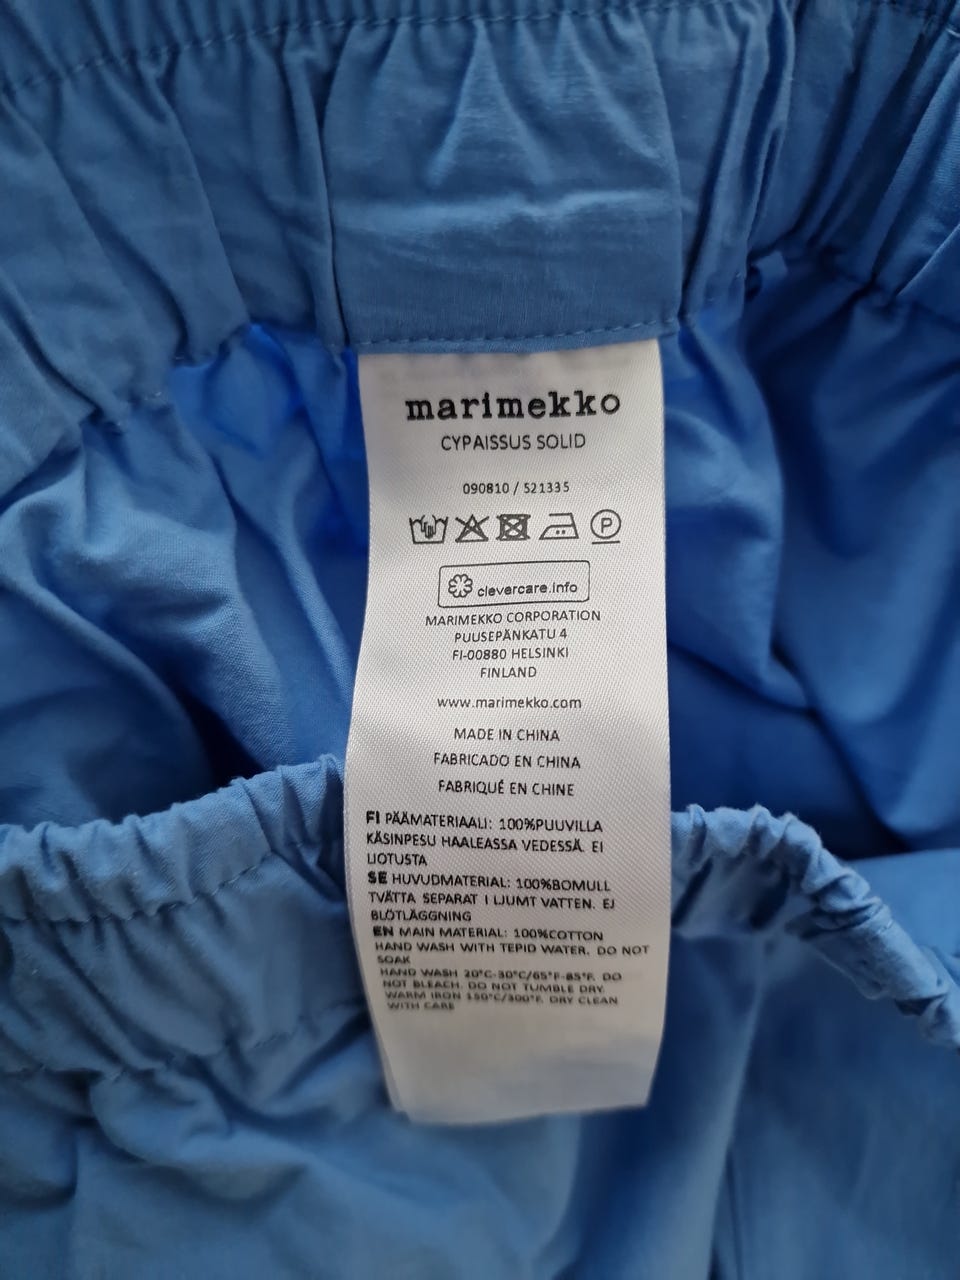 marimekko
CYPAISSUS SOLID
090810 / 521335
P
clevercare.info
MARIMEKKO CORPORATION
PUUSEPÄNKATU 4
FI-00880 HELSINKI
FINLAND
www.marimekko.com
MADE IN CHINA
FABRICADO EN CHINA
FABRIQUÉ EN CHINE
FI PÄÄMATERIAALI: 100%PUUVILLA
KÄSINPESU HAALEASSA VEDESSÄ. EI
LIOTUSTA
SE HUVUDMATERIAL: 100%BOMULL
TVÄTTA SEPARAT I LJUMT VATTEN. EJ
BLÖTLÄGGNING
EN MAIN MATERIAL: 100%COTTON
HAND WASH WITH TEPID WATER. DO NOT
SOAK
HAND WASH 20°C-30°C/65°F-85°F. DO
NOT BLEACH. DO NOT TUMBLE DRY.
WARM IRON 150°C/300°F. DRY CLEAN
WITH CARE